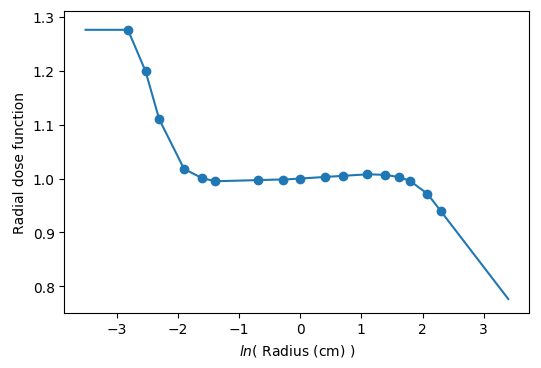 1.3
1.2
1.1
1.0
0.9
0.8
Radial dose function
−3 −2 −1 0 1 2 3
ln( Radius (cm) )